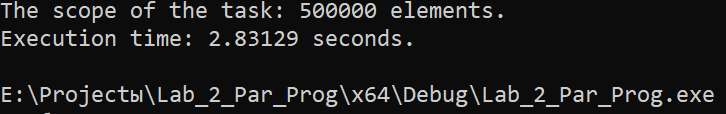 The scope of the task: 500000 elements.
Execution time: 2.83129 seconds.
E:\Projectы\Lab_2_Par_Prog\x64\Debug\Lab_2_Par_Prog.exe